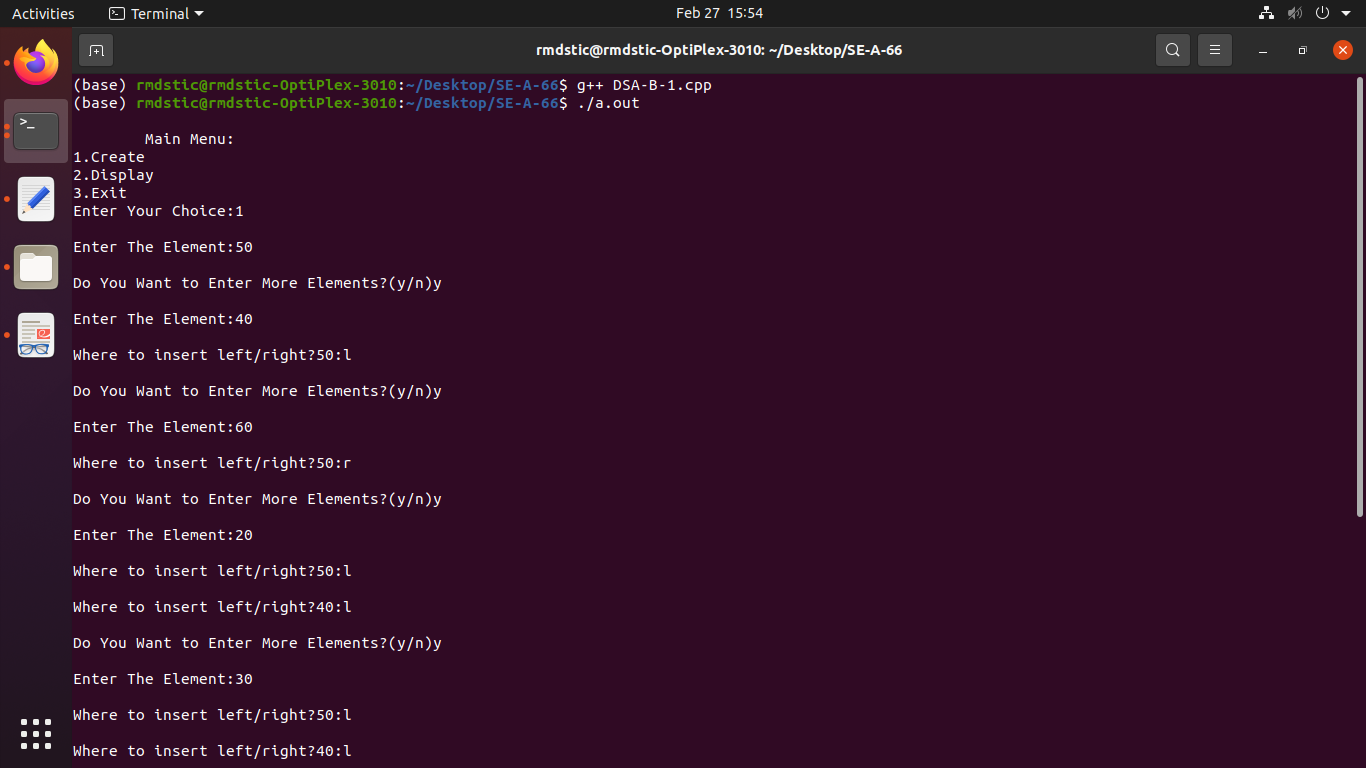 Activities
Terminal
Feb 27 15:54
rmdstic@rmdstic-OptiPlex-3010: ~/Desktop/SE-A-66
(base) rmdstic@rmdstic-OptiPlex-3010:~/Desktop/SE-A-66$ g++ DSA-B-1.cpp
(base) rmdstic@rmdstic-OptiPlex-3010:~/Desktop/SE-A-66$ ./a.out
Main Menu:
1.Create
2.Display
3.Exit
Enter Your Choice:1
Enter The Element:50
Do You Want to Enter More Elements?(y/n)y
Enter The Element:40
Where to insert left/right?50:l
Do You Want to Enter More Elements?(y/n)y
Enter The Element:60
Where to insert left/right?50:r
Do You Want to Enter More Elements?(y/n)y
Enter The Element:20
Where to insert left/right?50:l
Where to insert left/right?40:l
Do You Want to Enter More Elements?(y/n)y
Enter The Element:30
Where to insert left/right?50:l
Where to insert left/right?40:l